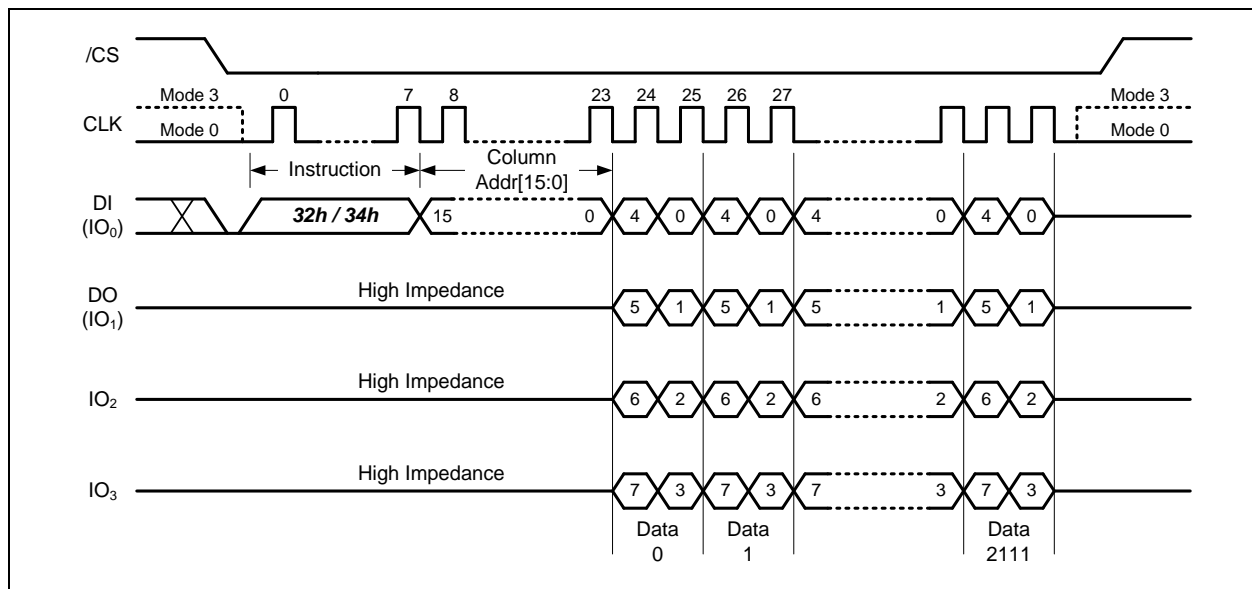 /CS
Mode 3 0 7 8 23 24 25 26 27 Mode 3
CLK
Mode 0 Mode 0
Instruction Column
Addr[15:0]
DI
(IO0) 32h / 34h 15 0 4 0 4 0 4 0 4 0
DO
(IO1) High Impedance 5 1 5 1 5 1 5 1
IO2 High Impedance 6 2 6 2 6 2 6 2
IO3 High Impedance 7 3 7 3 7 3 7 3
Data Data Data
0 1 2111